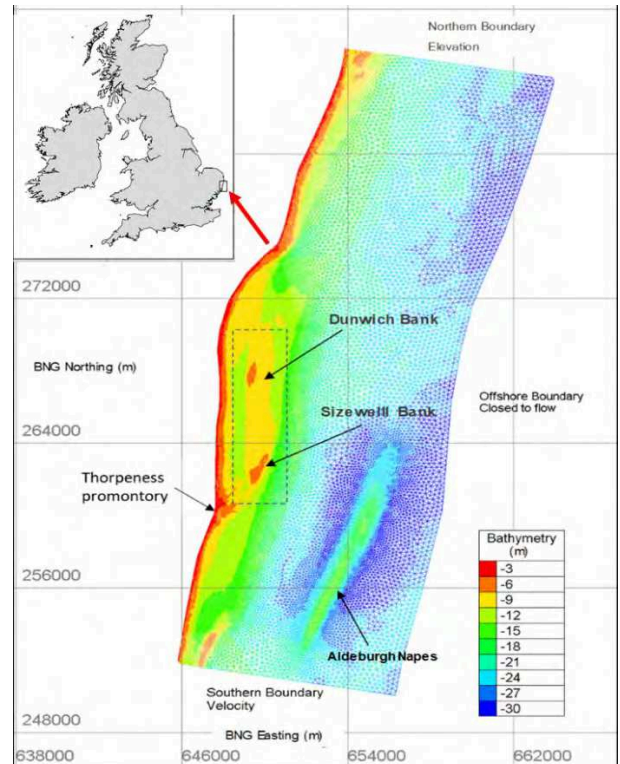 Northern Boundary
Elevation
272000
Dunwich Bank
BNG Northing (m)
Offshore Boundary
Closed to flow
Sizewelll Bank
264000
Thorpeness
promontory
Bathymetry
(m)
-3
-6
-9
-12
-15
-18
-21
-24
-27
-30
256000
Aldeburgh Napes
Southern Boundary
Velocity
248000
BNG Easting (m)
638000
646000
654000
662000